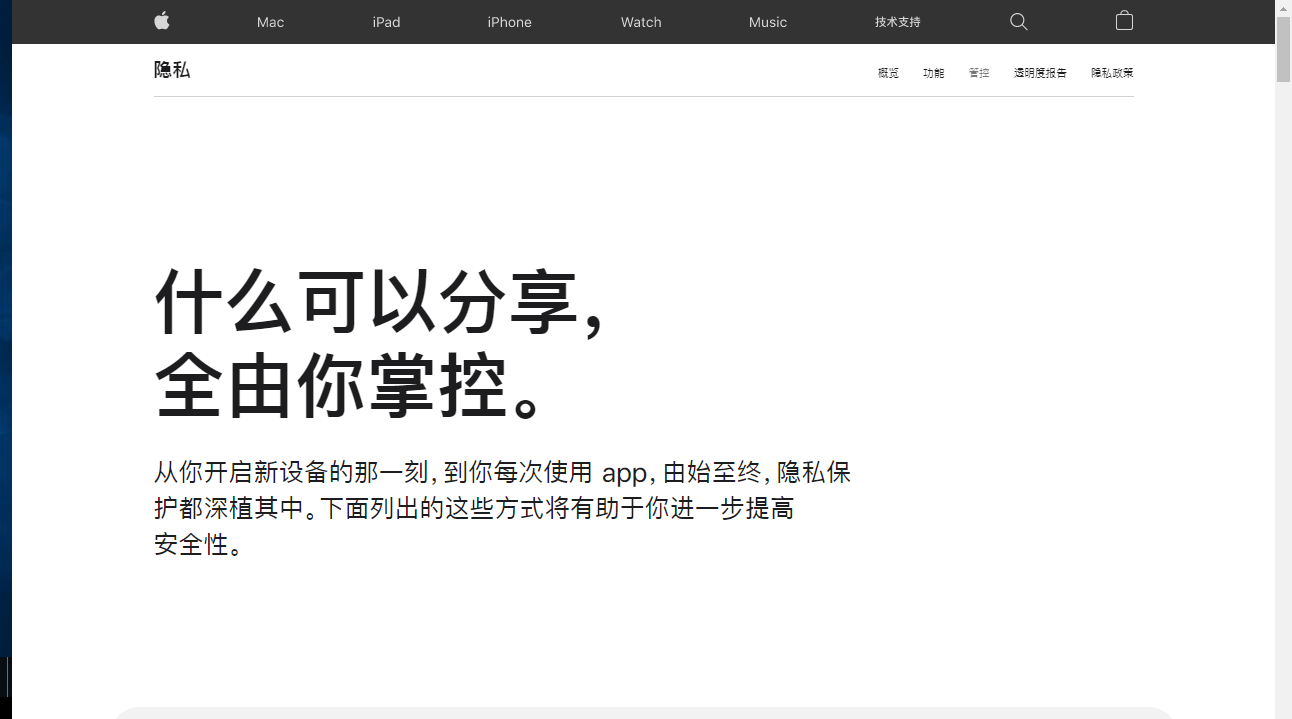 Mac iPad iPhone Watch Music 技术支持
隐私
概览 功能 管控 透明度报告 隐私政策
什么可以分享，
全由你掌控。
从你开启新设备的那一刻，到你每次使用 app，由始至终，隐私保
护都深植其中。下面列出的这些方式将有助于你进一步提高
安全性。